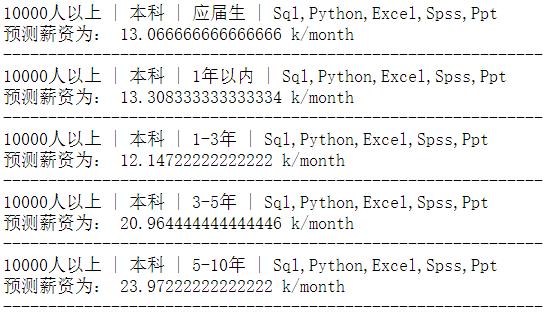 10000人以上 | 本科 | 应届生 | Sql,Python,Excel,Spss,Ppt
预测薪资为： 13.066666666666666 k/month
------------------------------------------------------
10000人以上 | 本科 | 1年以内 | Sql,Python,Excel,Spss,Ppt
预测薪资为： 13.308333333333334 k/month
------------------------------------------------------
10000人以上 | 本科 | 1-3年 | Sql,Python,Excel,Spss,Ppt
预测薪资为： 12.14722222222222 k/month
------------------------------------------------------
10000人以上 | 本科 | 3-5年 | Sql,Python,Excel,Spss,Ppt
预测薪资为： 20.964444444444446 k/month
------------------------------------------------------
10000人以上 | 本科 | 5-10年 | Sql,Python,Excel,Spss,Ppt
预测薪资为： 23.97222222222222 k/month
------------------------------------------------------